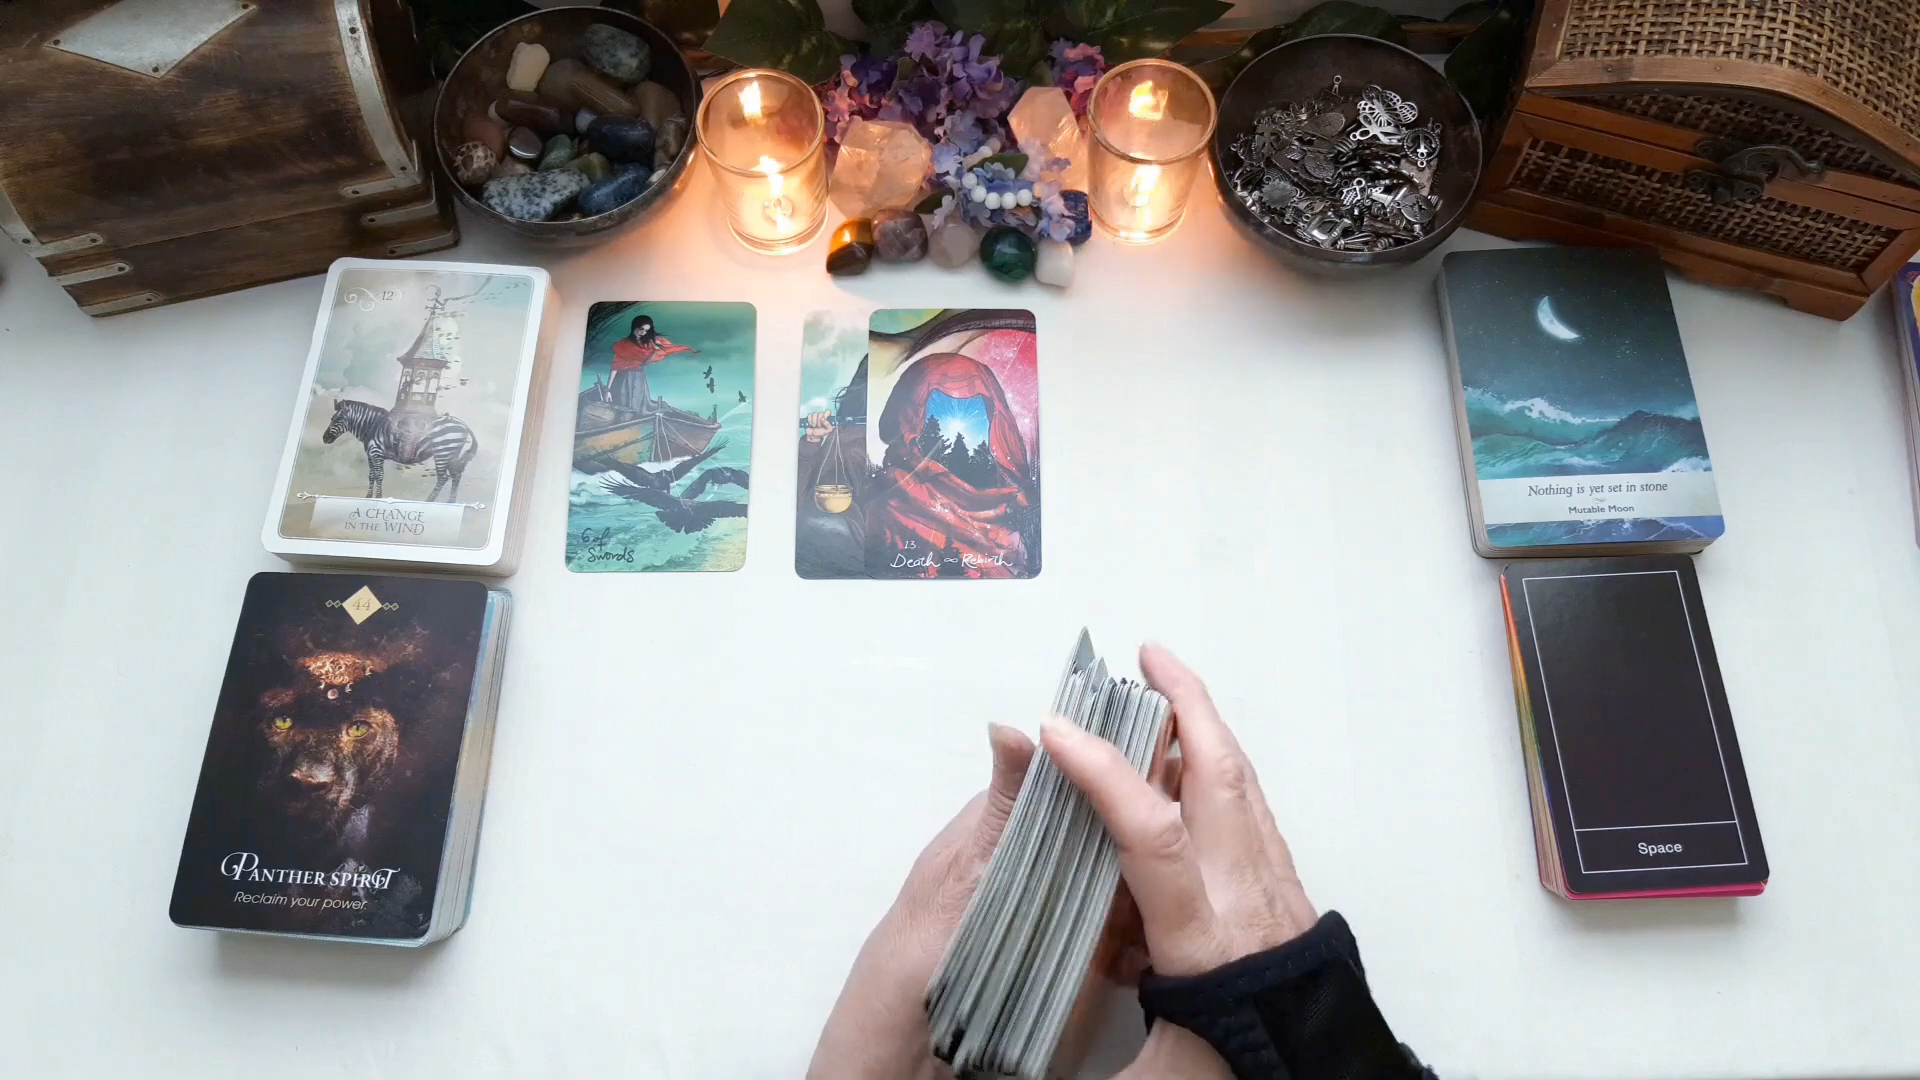 12
A CHANGE
IN THE WIND
6 of
Swords
13.
Death ∞ Rebirth
Nothing is yet set in stone
Mutable Moon
44
PANTHER SPIRIT
Reclaim your power.
Space